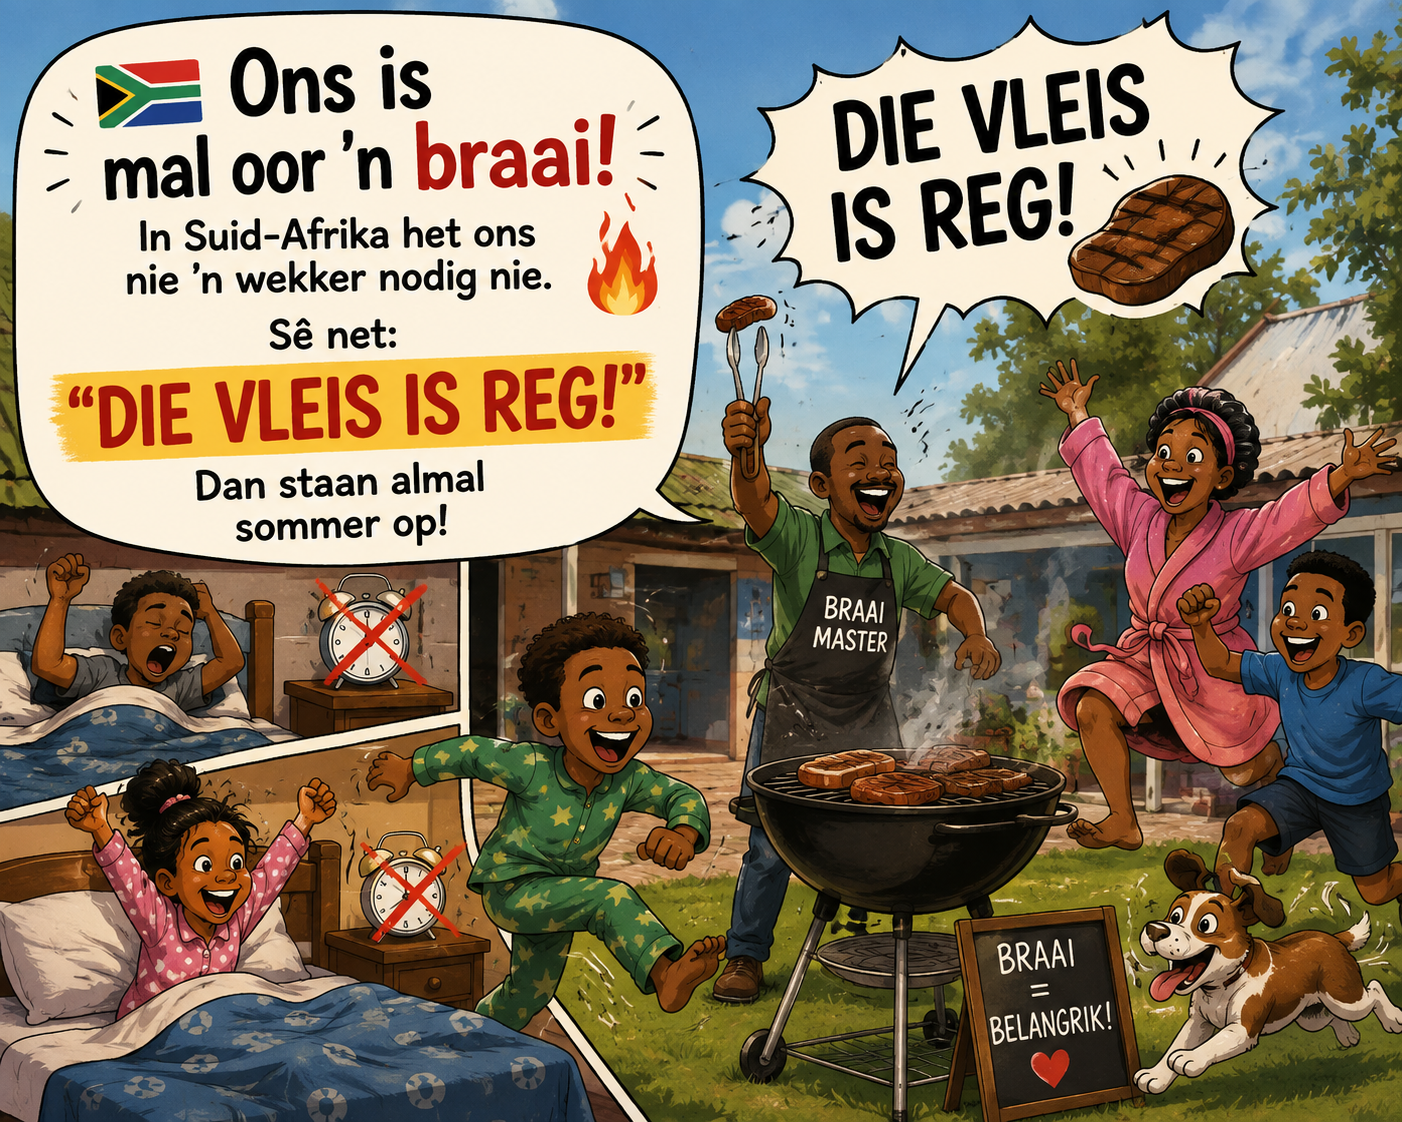 Ons is
mal oor 'n braai!
In Suid-Afrika het ons
nie 'n wekker nodig nie.
Sê net:
“DIE VLEIS IS REG!”
Dan staan almal
sommer op!
DIE VLEIS
IS REG!
BRAAI
MASTER
BRAAI
=
BELANGRIK!